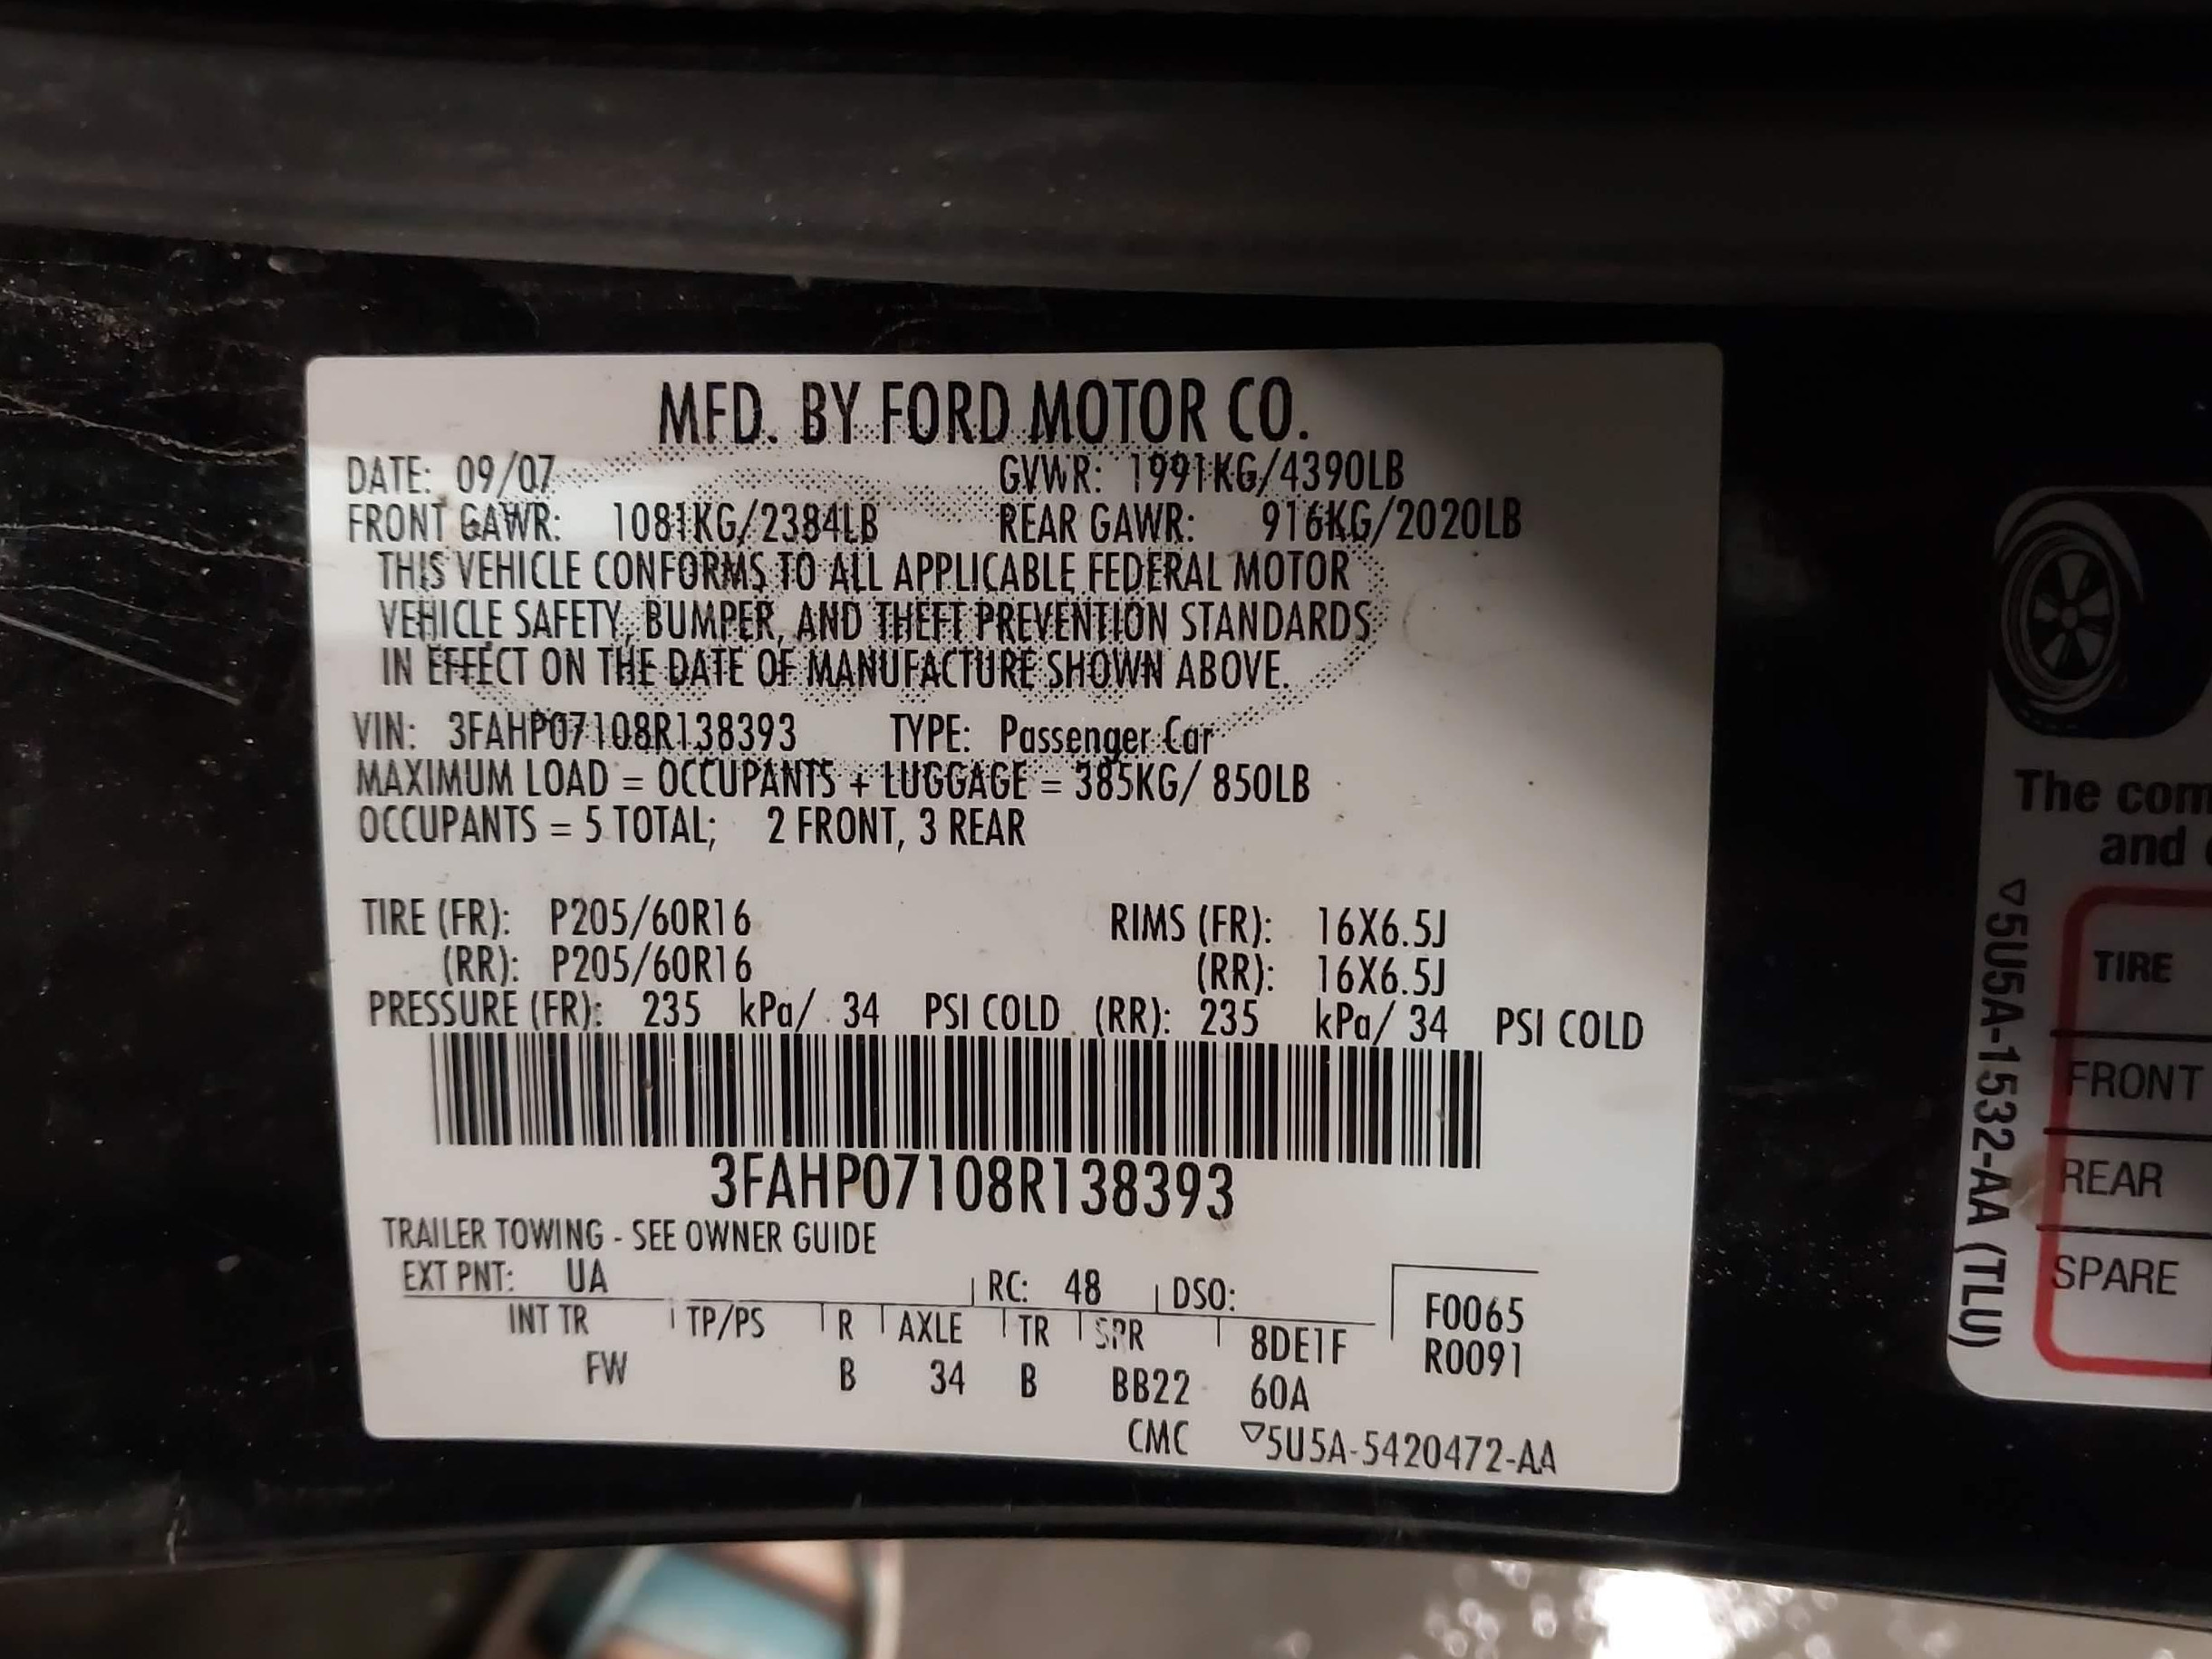 MFD. BY FORD MOTOR CO.
DATE: 09/07 GVWR: 1991KG/4390LB
FRONT GAWR: 1081KG/2384LB REAR GAWR: 916KG/2020LB
THIS VEHICLE CONFORMS TO ALL APPLICABLE FEDERAL MOTOR
VEHICLE SAFETY, BUMPER, AND THEFT PREVENTION STANDARDS
IN EFFECT ON THE DATE OF MANUFACTURE SHOWN ABOVE.
VIN: 3FAHP07108R138393 TYPE: Passenger Car
MAXIMUM LOAD = OCCUPANTS + LUGGAGE = 385KG/ 850LB
OCCUPANTS = 5 TOTAL; 2 FRONT, 3 REAR
TIRE (FR): P205/60R16 RIMS (FR): 16X6.5J
(RR): P205/60R16 (RR): 16X6.5J
PRESSURE (FR): 235 kPa/ 34 PSI COLD (RR): 235 kPa/ 34 PSI COLD
3FAHP07108R138393
TRAILER TOWING - SEE OWNER GUIDE
EXT PNT: UA RC: 48 DSO:
INT TR TP/PS R AXLE TR SPR 8DE1F
FW B 34 B BB22 60A
F0065
R0091
CMC ▽5U5A-5420472-AA
The com
and
▽5U5A-1532-AA (TLU)
TIRE
FRONT
REAR
SPARE